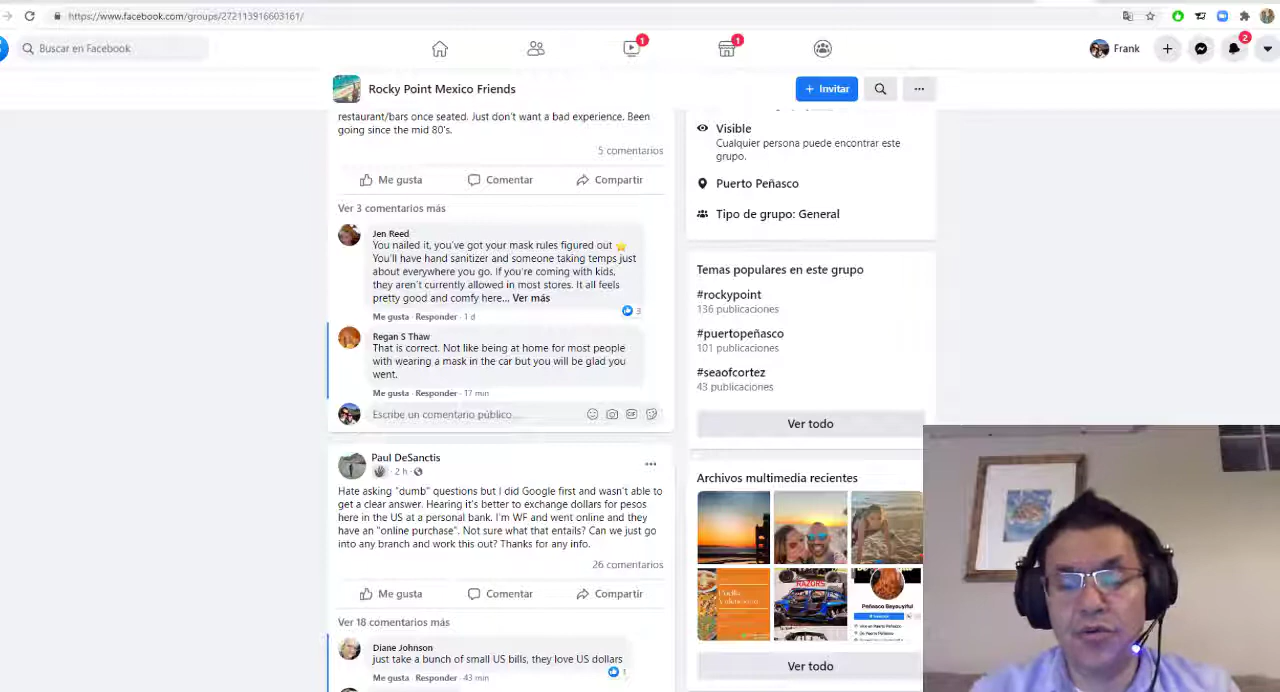 https://www.facebook.com/groups/272113916603161/
Buscar en Facebook
1
1
Frank
2
Rocky Point Mexico Friends
+ Invitar
restaurant/bars once seated. Just don't want a bad experience. Been
going since the mid 80's.
5 comentarios
Me gusta
Comentar
Compartir
Ver 3 comentarios más
Jen Reed
You nailed it, you've got your mask rules figured out
You'll have hand sanitizer and someone taking temps just
about everywhere you go. If you're coming with kids,
they aren't currently allowed in most stores. It all feels
pretty good and comfy here... Ver más
3
Me gusta · Responder · 1 d
Regan S Thaw
That is correct. Not like being at home for most people
with wearing a mask in the car but you will be glad you
went.
Me gusta · Responder · 17 min
Escribe un comentario público...
Paul DeSanctis
2 h ·
Hate asking "dumb" questions but I did Google first and wasn't able to
get a clear answer. Hearing it's better to exchange dollars for pesos
here in the US at a personal bank. I'm WF and went online and they
have an "online purchase". Not sure what that entails? Can we just go
into any branch and work this out? Thanks for any info.
26 comentarios
Me gusta
Comentar
Compartir
Ver 18 comentarios más
Diane Johnson
just take a bunch of small US bills, they love US dollars
1
Me gusta · Responder · 43 min
Visible
Cualquier persona puede encontrar este
grupo.
Puerto Peñasco
Tipo de grupo: General
Temas populares en este grupo
#rockypoint
136 publicaciones
#puertopeñasco
101 publicaciones
#seaofcortez
43 publicaciones
Ver todo
Archivos multimedia recientes
RAZORS
Ver todo